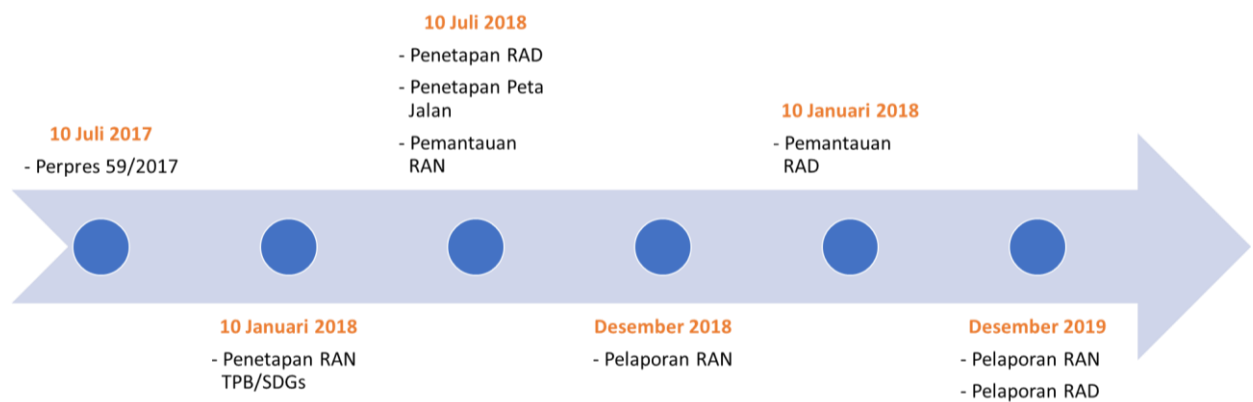 10 Juli 2017
- Perpres 59/2017
10 Januari 2018
- Penetapan RAN
TPB/SDGs
10 Juli 2018
- Penetapan RAD
- Penetapan Peta
Jalan
- Pemantauan
RAN
Desember 2018
- Pelaporan RAN
10 Januari 2018
- Pemantauan
RAD
Desember 2019
- Pelaporan RAN
- Pelaporan RAD